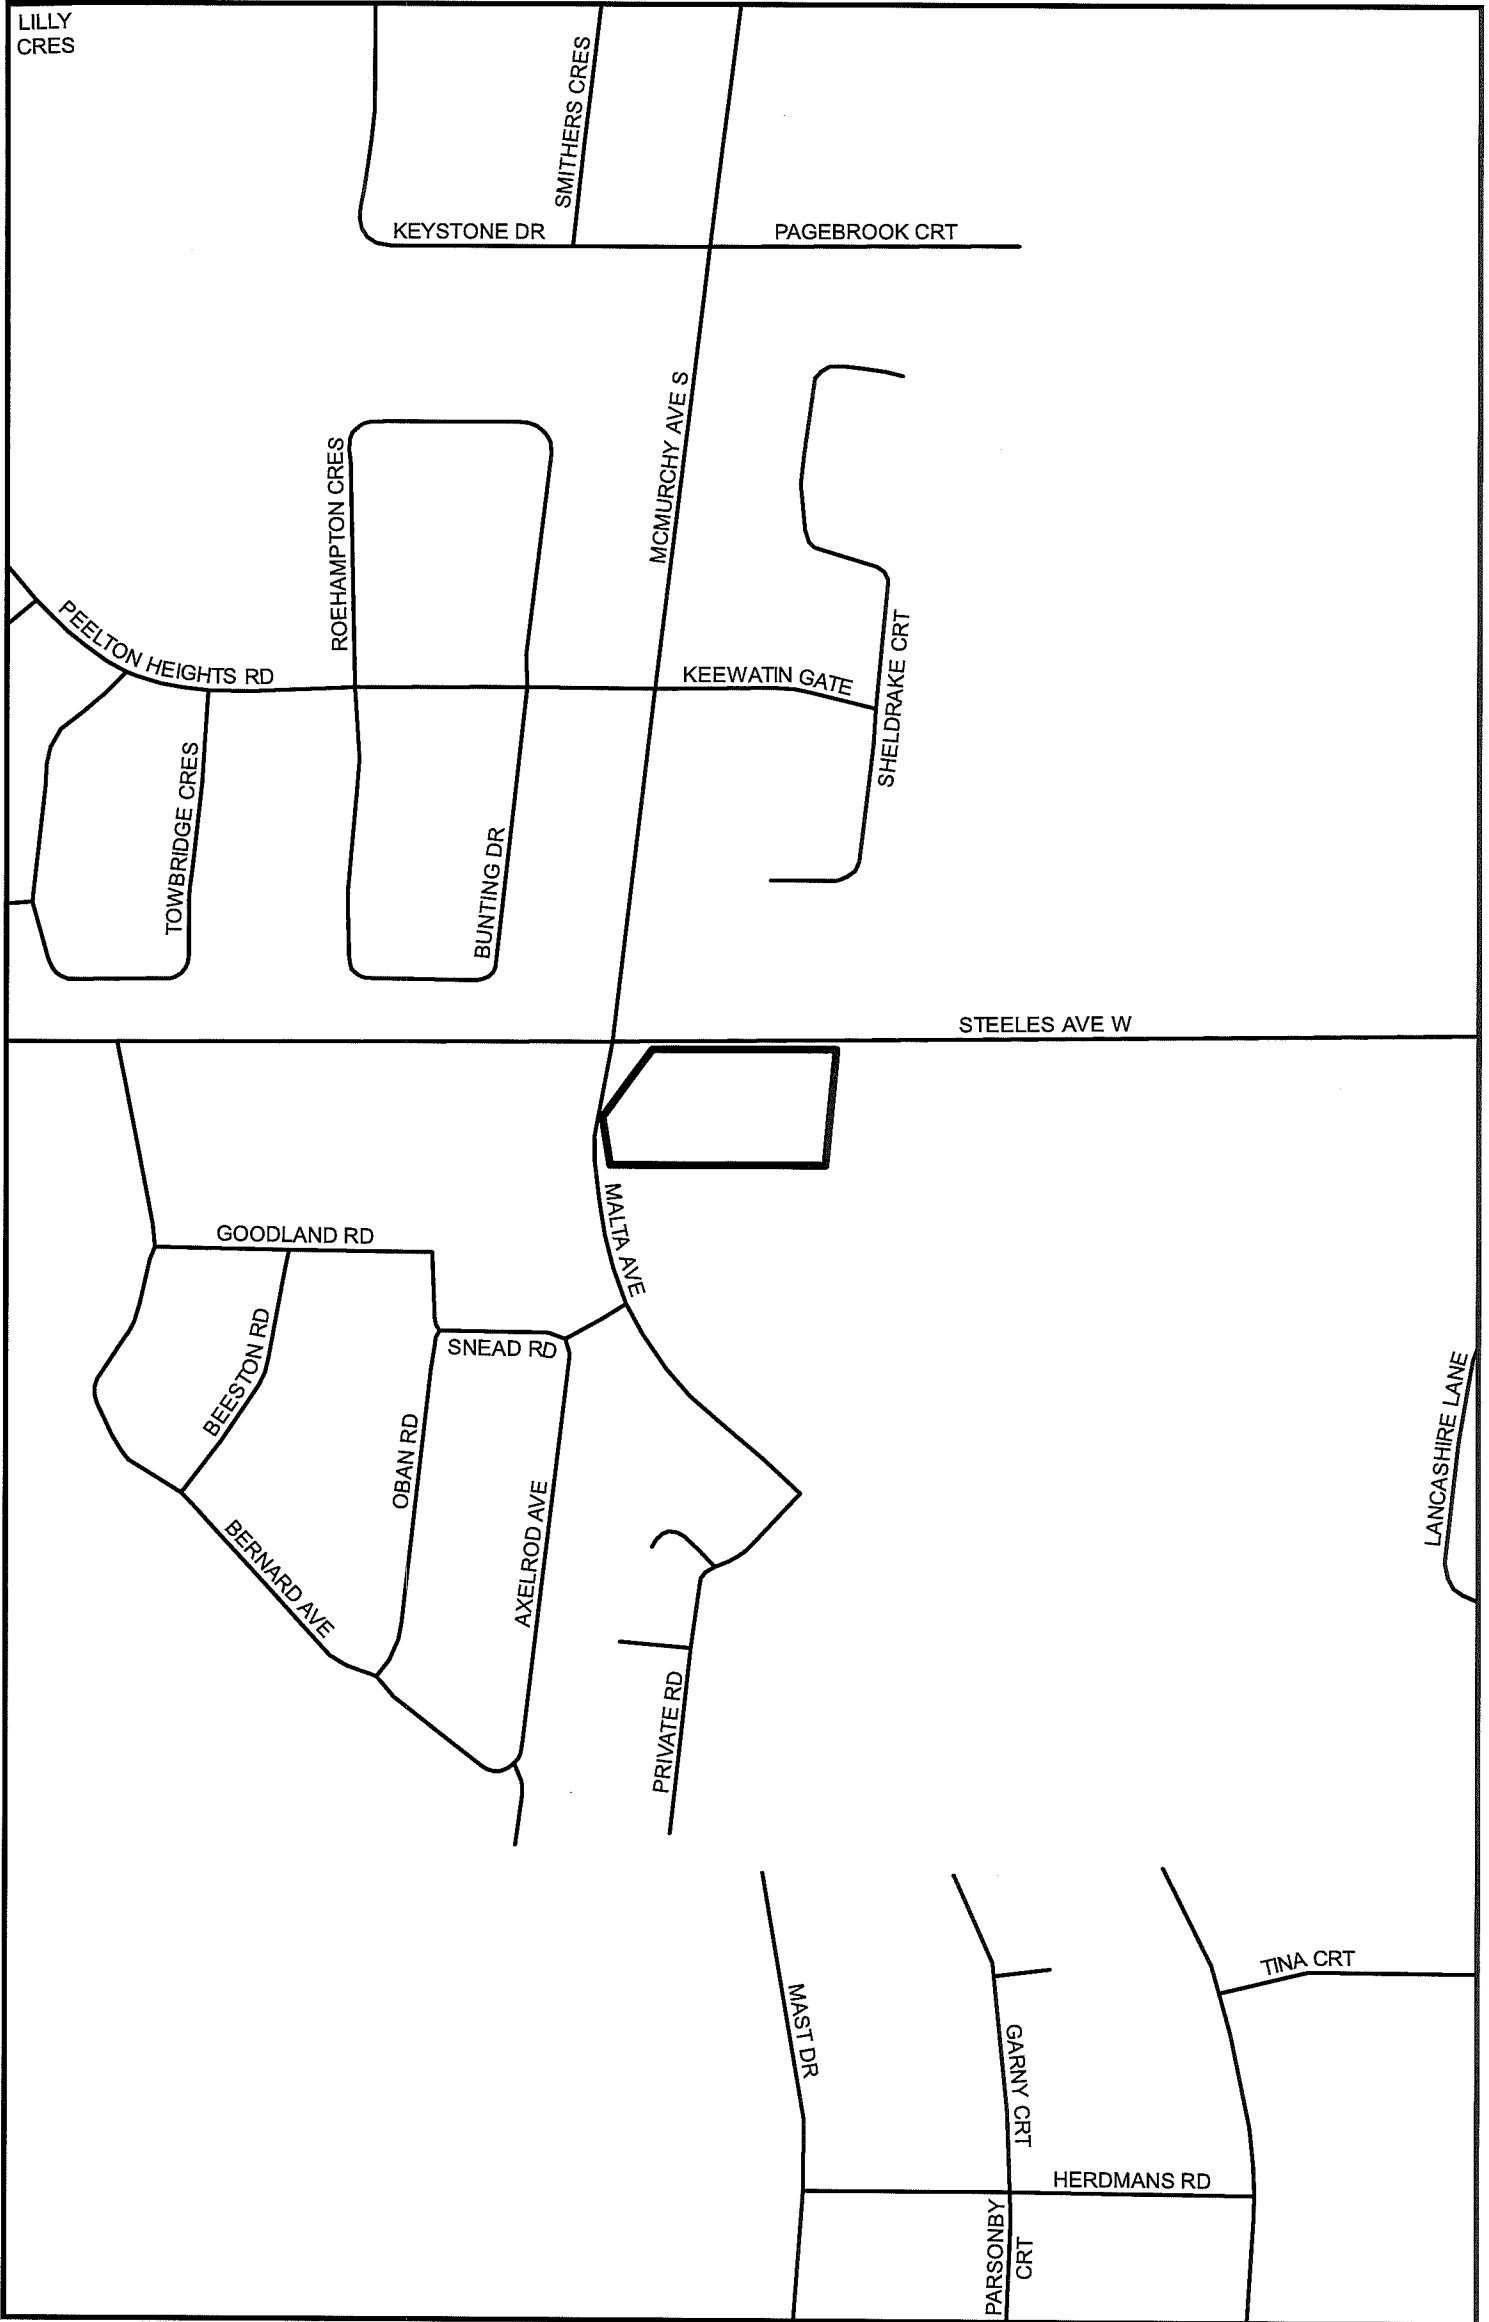 LILLY
CRES
SMITHERS CRES
KEYSTONE DR
PAGEBROOK CRT
MCMURCHY AVE S
ROEHAMPTON CRES
PEELTON HEIGHTS RD
KEEWATIN GATE
SHELDRAKE CRT
TOWBRIDGE CRES
BUNTING DR
STEELES AVE W
MALTA AVE
GOODLAND RD
BEESTON RD
SNEAD RD
LANCASHIRE LANE
OBAN RD
AXELROD AVE
BERNARD AVE
PRIVATE RD
TINA CRT
MAST DR
GARNY CRT
HERDMANS RD
PARSONBY
CRT